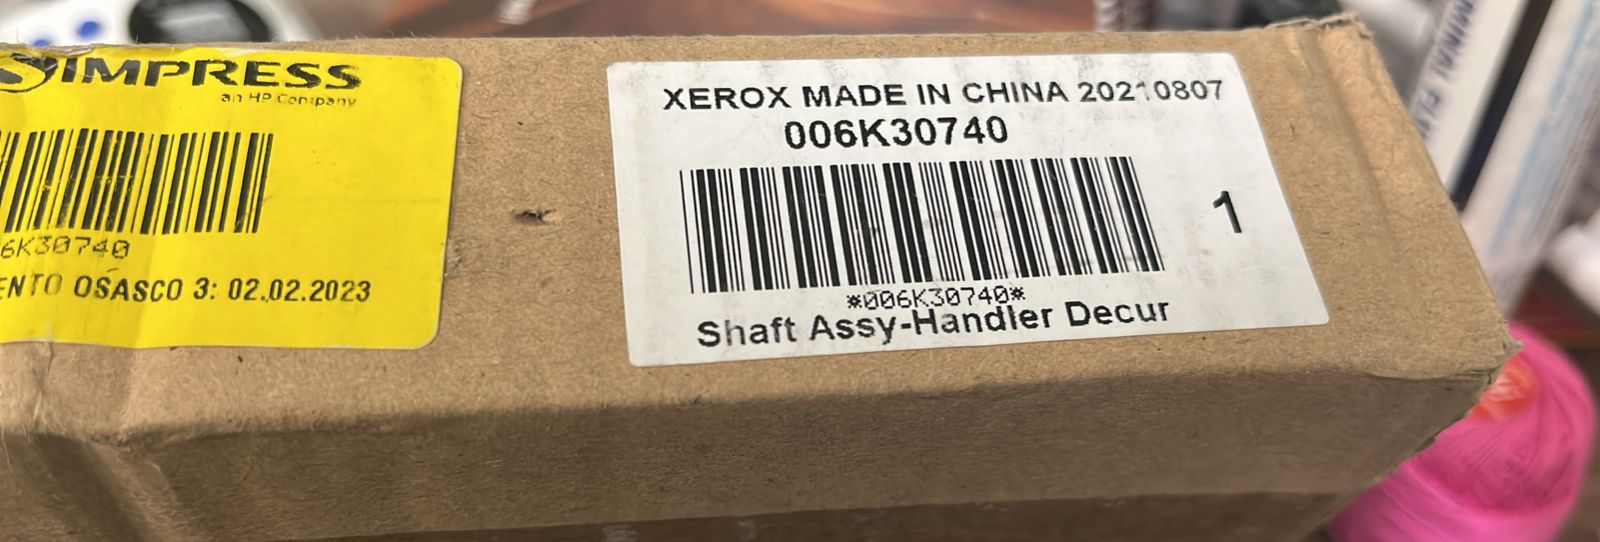 SIMPRESS
an HP Company
6K30740
ENTO OSASCO 3: 02.02.2023
XEROX MADE IN CHINA 20210807
006K30740
1
*006K30740*
Shaft Assy-Handler Decur